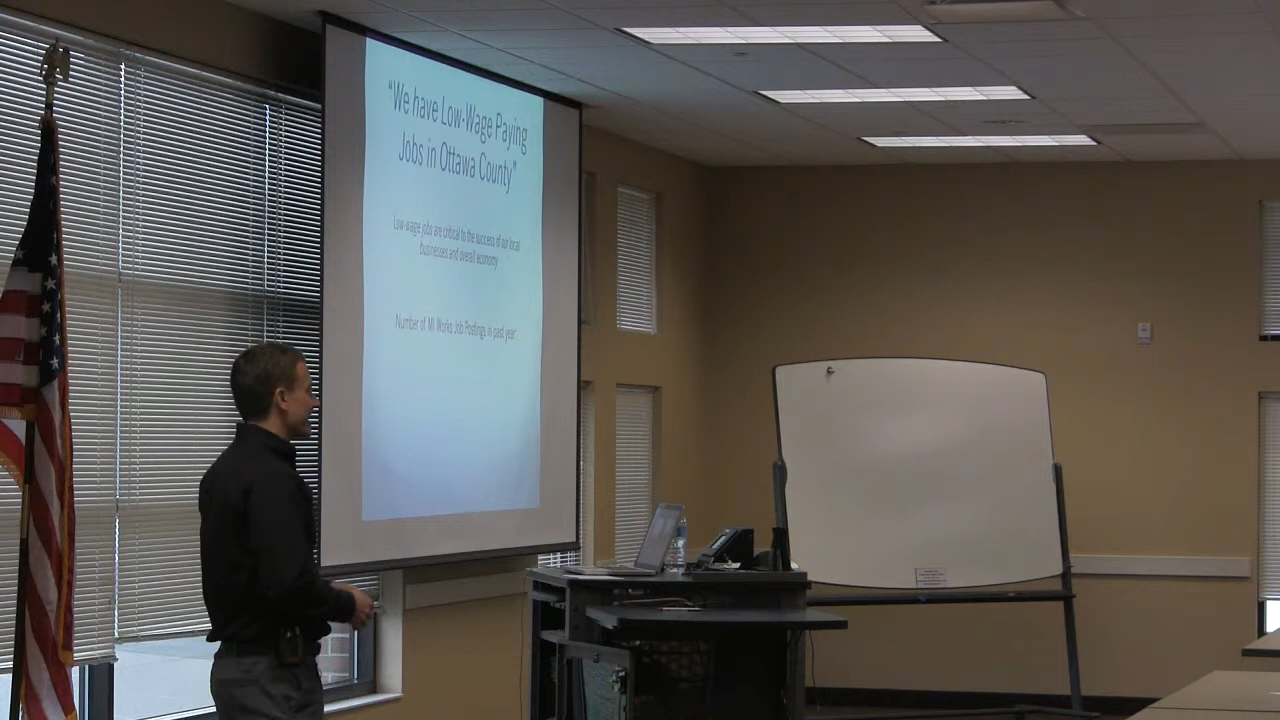 “We have Low-Wage Paying
Jobs in Ottawa County”
Low-wage jobs are critical to the success of our local
businesses and overall economy
Number of MI Works Job Postings in past year: